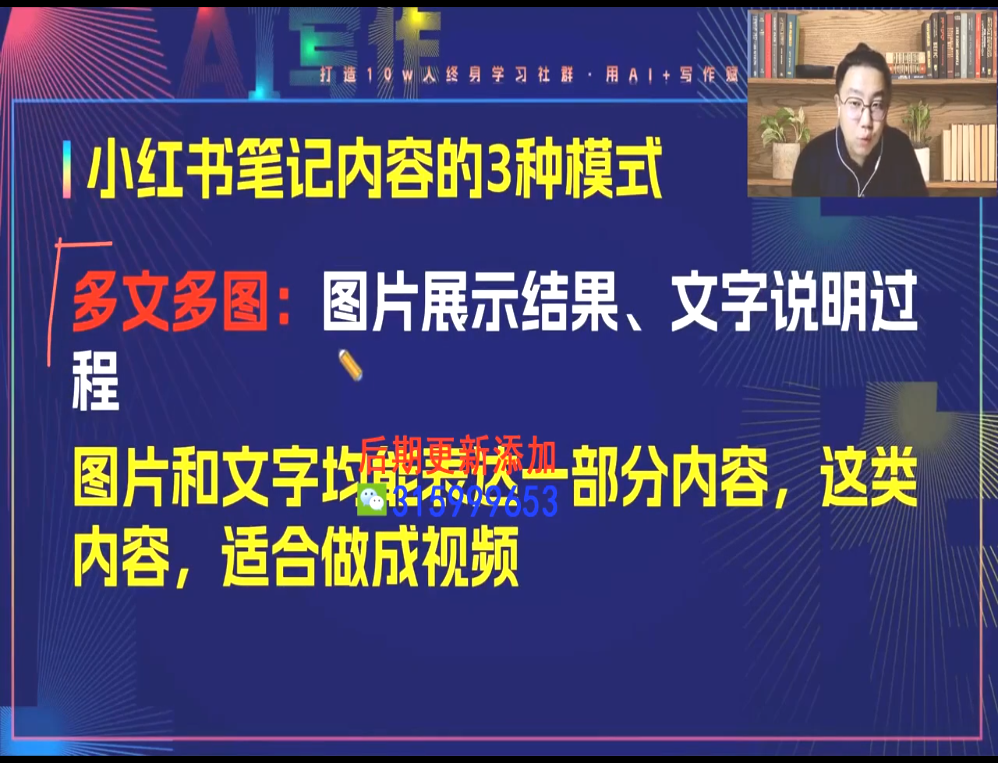 AI写作
打造10w人终身学习社群·用AI+写作赋
小红书笔记内容的3种模式
多文多图：图片展示结果、文字说明过
程
后期更新添加
图片和文字均能呈现一部分内容，这类
315999653
内容，适合做成视频